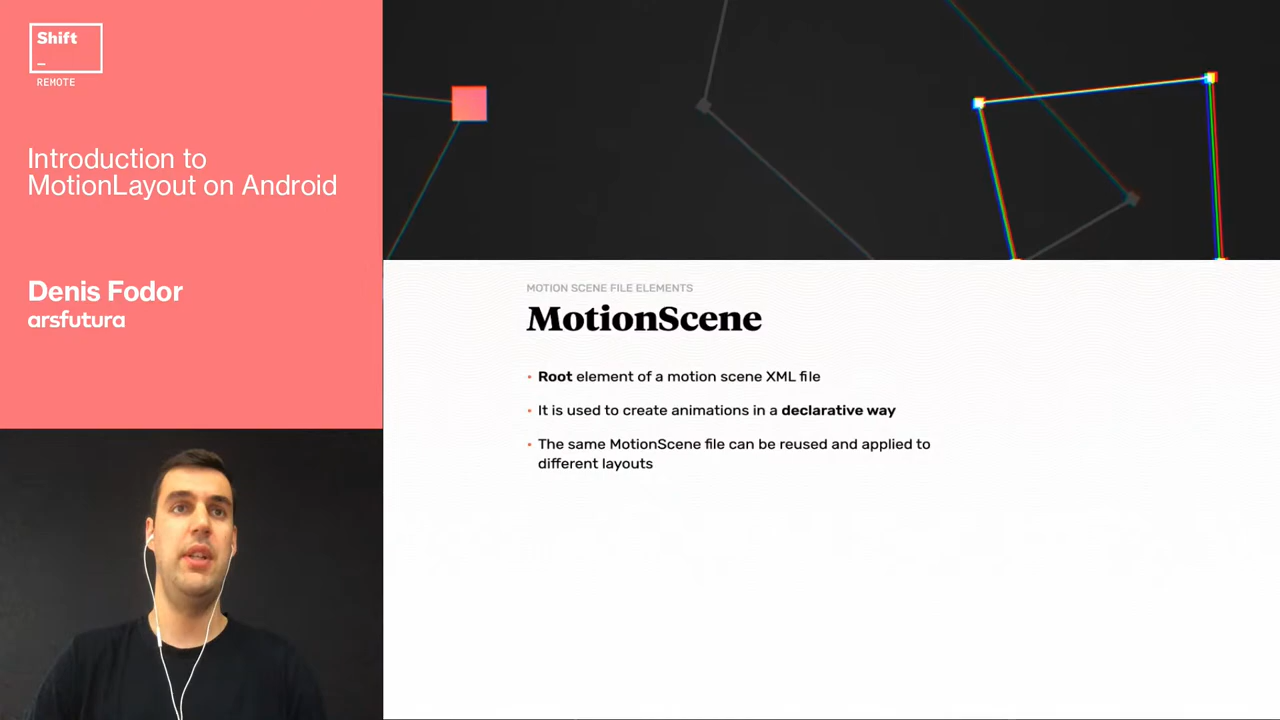 Shift
_
REMOTE
Introduction to
MotionLayout on Android
Denis Fodor
arsfutura
MOTION SCENE FILE ELEMENTS
MotionScene
• Root element of a motion scene XML file
• It is used to create animations in a declarative way
• The same MotionScene file can be reused and applied to
different layouts